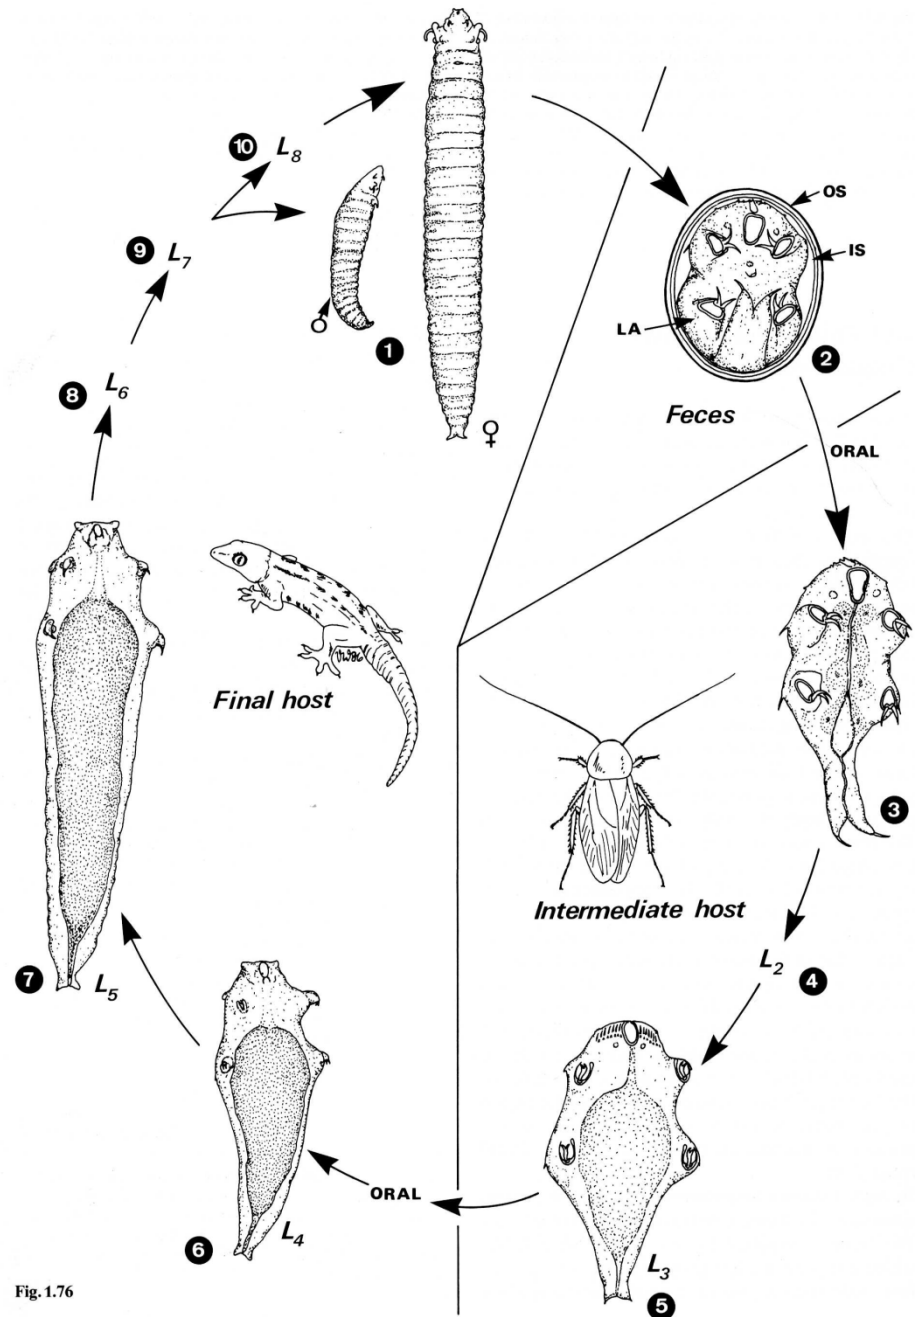 10 L8
OS
9 L7
IS
LA
♂
1
2
8 L6
♀
Feces
ORAL
VW86
Final host
3
Intermediate host
7 L5
L2 4
ORAL
L4
6
L3
5
Fig. 1.76